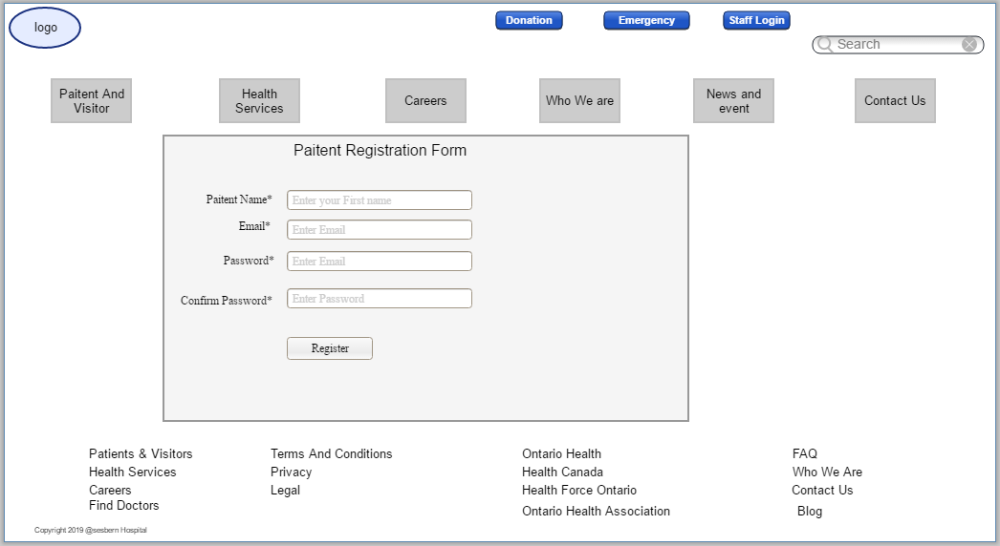 logo
Donation
Emergency
Staff Login
Search
Paitent And
Visitor
Health
Services
Careers
Who We are
News and
event
Contact Us
Paitent Registration Form
Paitent Name*
Enter your First name
Email*
Enter Email
Password*
Enter Email
Confirm Password*
Enter Password
Register
Patients & Visitors
Health Services
Careers
Find Doctors
Terms And Conditions
Privacy
Legal
Ontario Health
Health Canada
Health Force Ontario
Ontario Health Association
FAQ
Who We Are
Contact Us
Blog
Copyright 2019 @sesbern Hospital